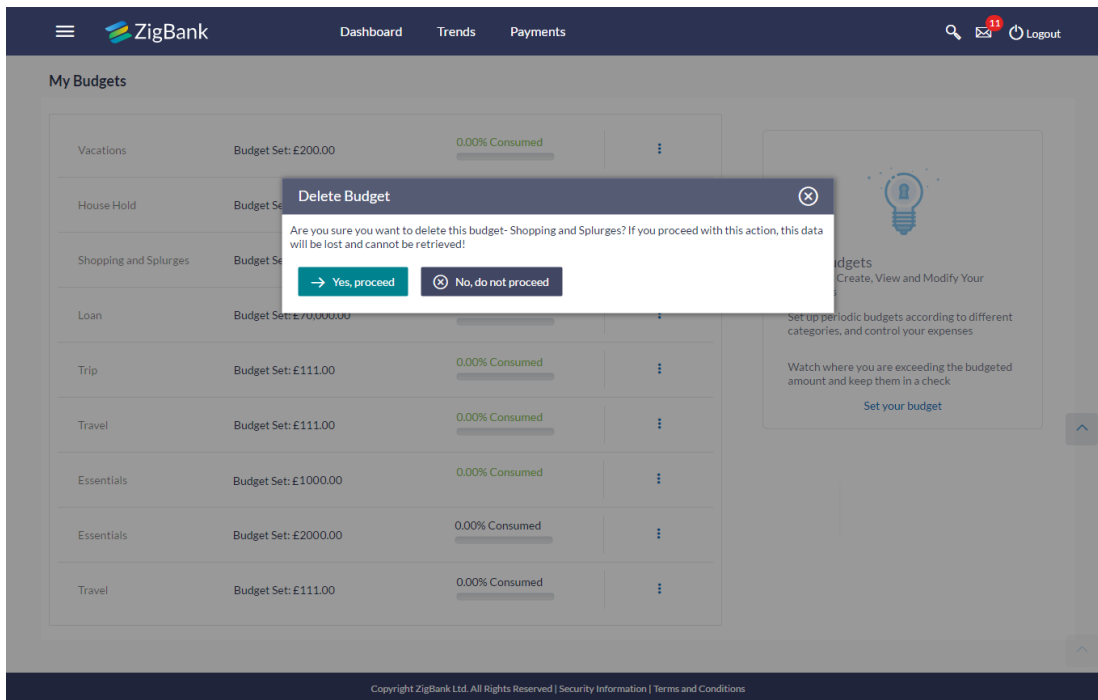 ZigBank
Dashboard
Trends
Payments
11
Logout
My Budgets
Vacations
Budget Set: £200.00
0.00% Consumed
House Hold
Budget Se
Shopping and Splurges
Budget Se
Loan
Budget Set: £70,000.00
Trip
Budget Set: £111.00
0.00% Consumed
Travel
Budget Set: £111.00
0.00% Consumed
Essentials
Budget Set: £1000.00
0.00% Consumed
Essentials
Budget Set: £2000.00
0.00% Consumed
Travel
Budget Set: £111.00
0.00% Consumed
Delete Budget
Are you sure you want to delete this budget- Shopping and Splurges? If you proceed with this action, this data
will be lost and cannot be retrieved!
Yes, proceed
No, do not proceed
dgets
Create, View and Modify Your
Set up periodic budgets according to different
categories, and control your expenses
Watch where you are exceeding the budgeted
amount and keep them in a check
Set your budget
Copyright ZigBank Ltd. All Rights Reserved | Security Information | Terms and Conditions